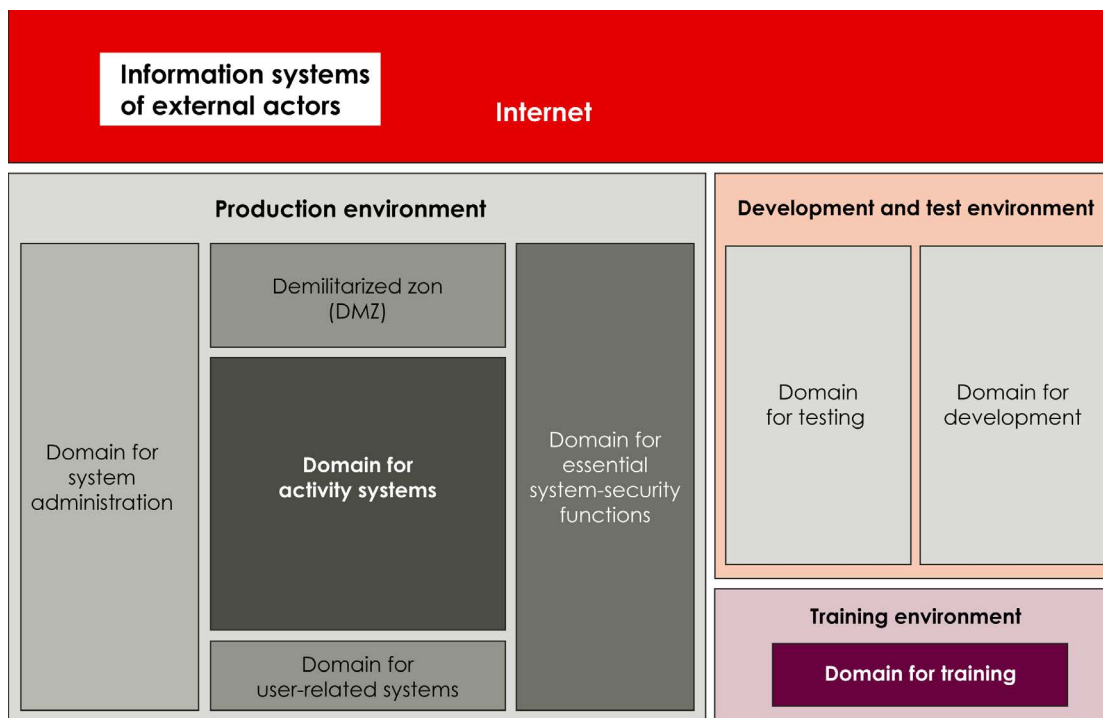 Information systems
of external actors
Internet
Production environment
Domain for
system
administration
Demilitarized zon
(DMZ)
Domain for
activity systems
Domain for
user-related systems
Domain for
essential
system-security
functions
Development and test environment
Domain
for testing
Domain for
development
Training environment
Domain for training